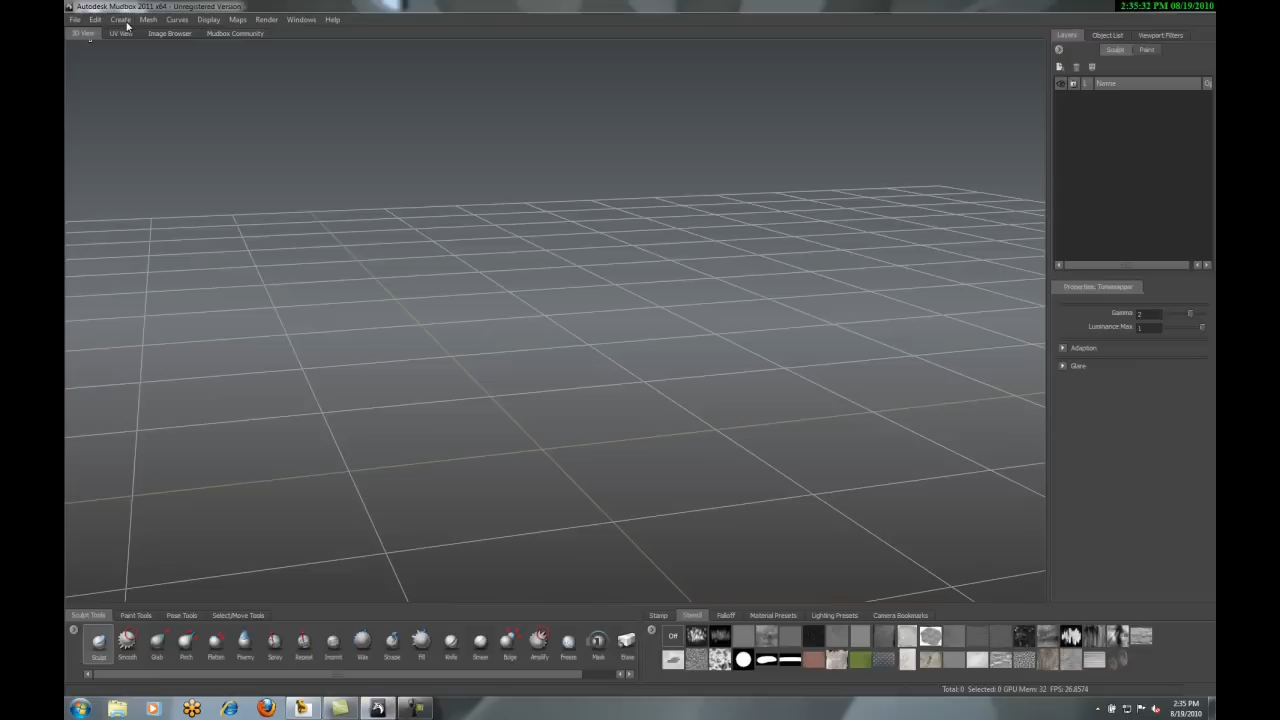 Autodesk Mudbox 2011 x64 - Unregistered Version
2:35:32 PM 08/19/2010
File Edit Create Mesh Curves Display Maps Render Windows Help
3D View UV View Image Browser Mudbox Community
Layers Object List Viewport Filters
Sculpt Paint
L Name Op
Properties: Tonemapper
Gamma 2
Luminance Max 1
Adaption
Glare
Sculpt Tools Paint Tools Pose Tools Select/Move Tools
Stamp Stencil Falloff Material Presets Lighting Presets Camera Bookmarks
Off
Sculpt Smooth Grab Pinch Flatten Foamy Spray Repeat Imprint Wax Scrape Fill Knife Smear Bulge Amplify Freeze Mask Erase
Total: 0 Selected: 0 GPU Mem: 32 FPS: 26.8574
2:35 PM
8/19/2010